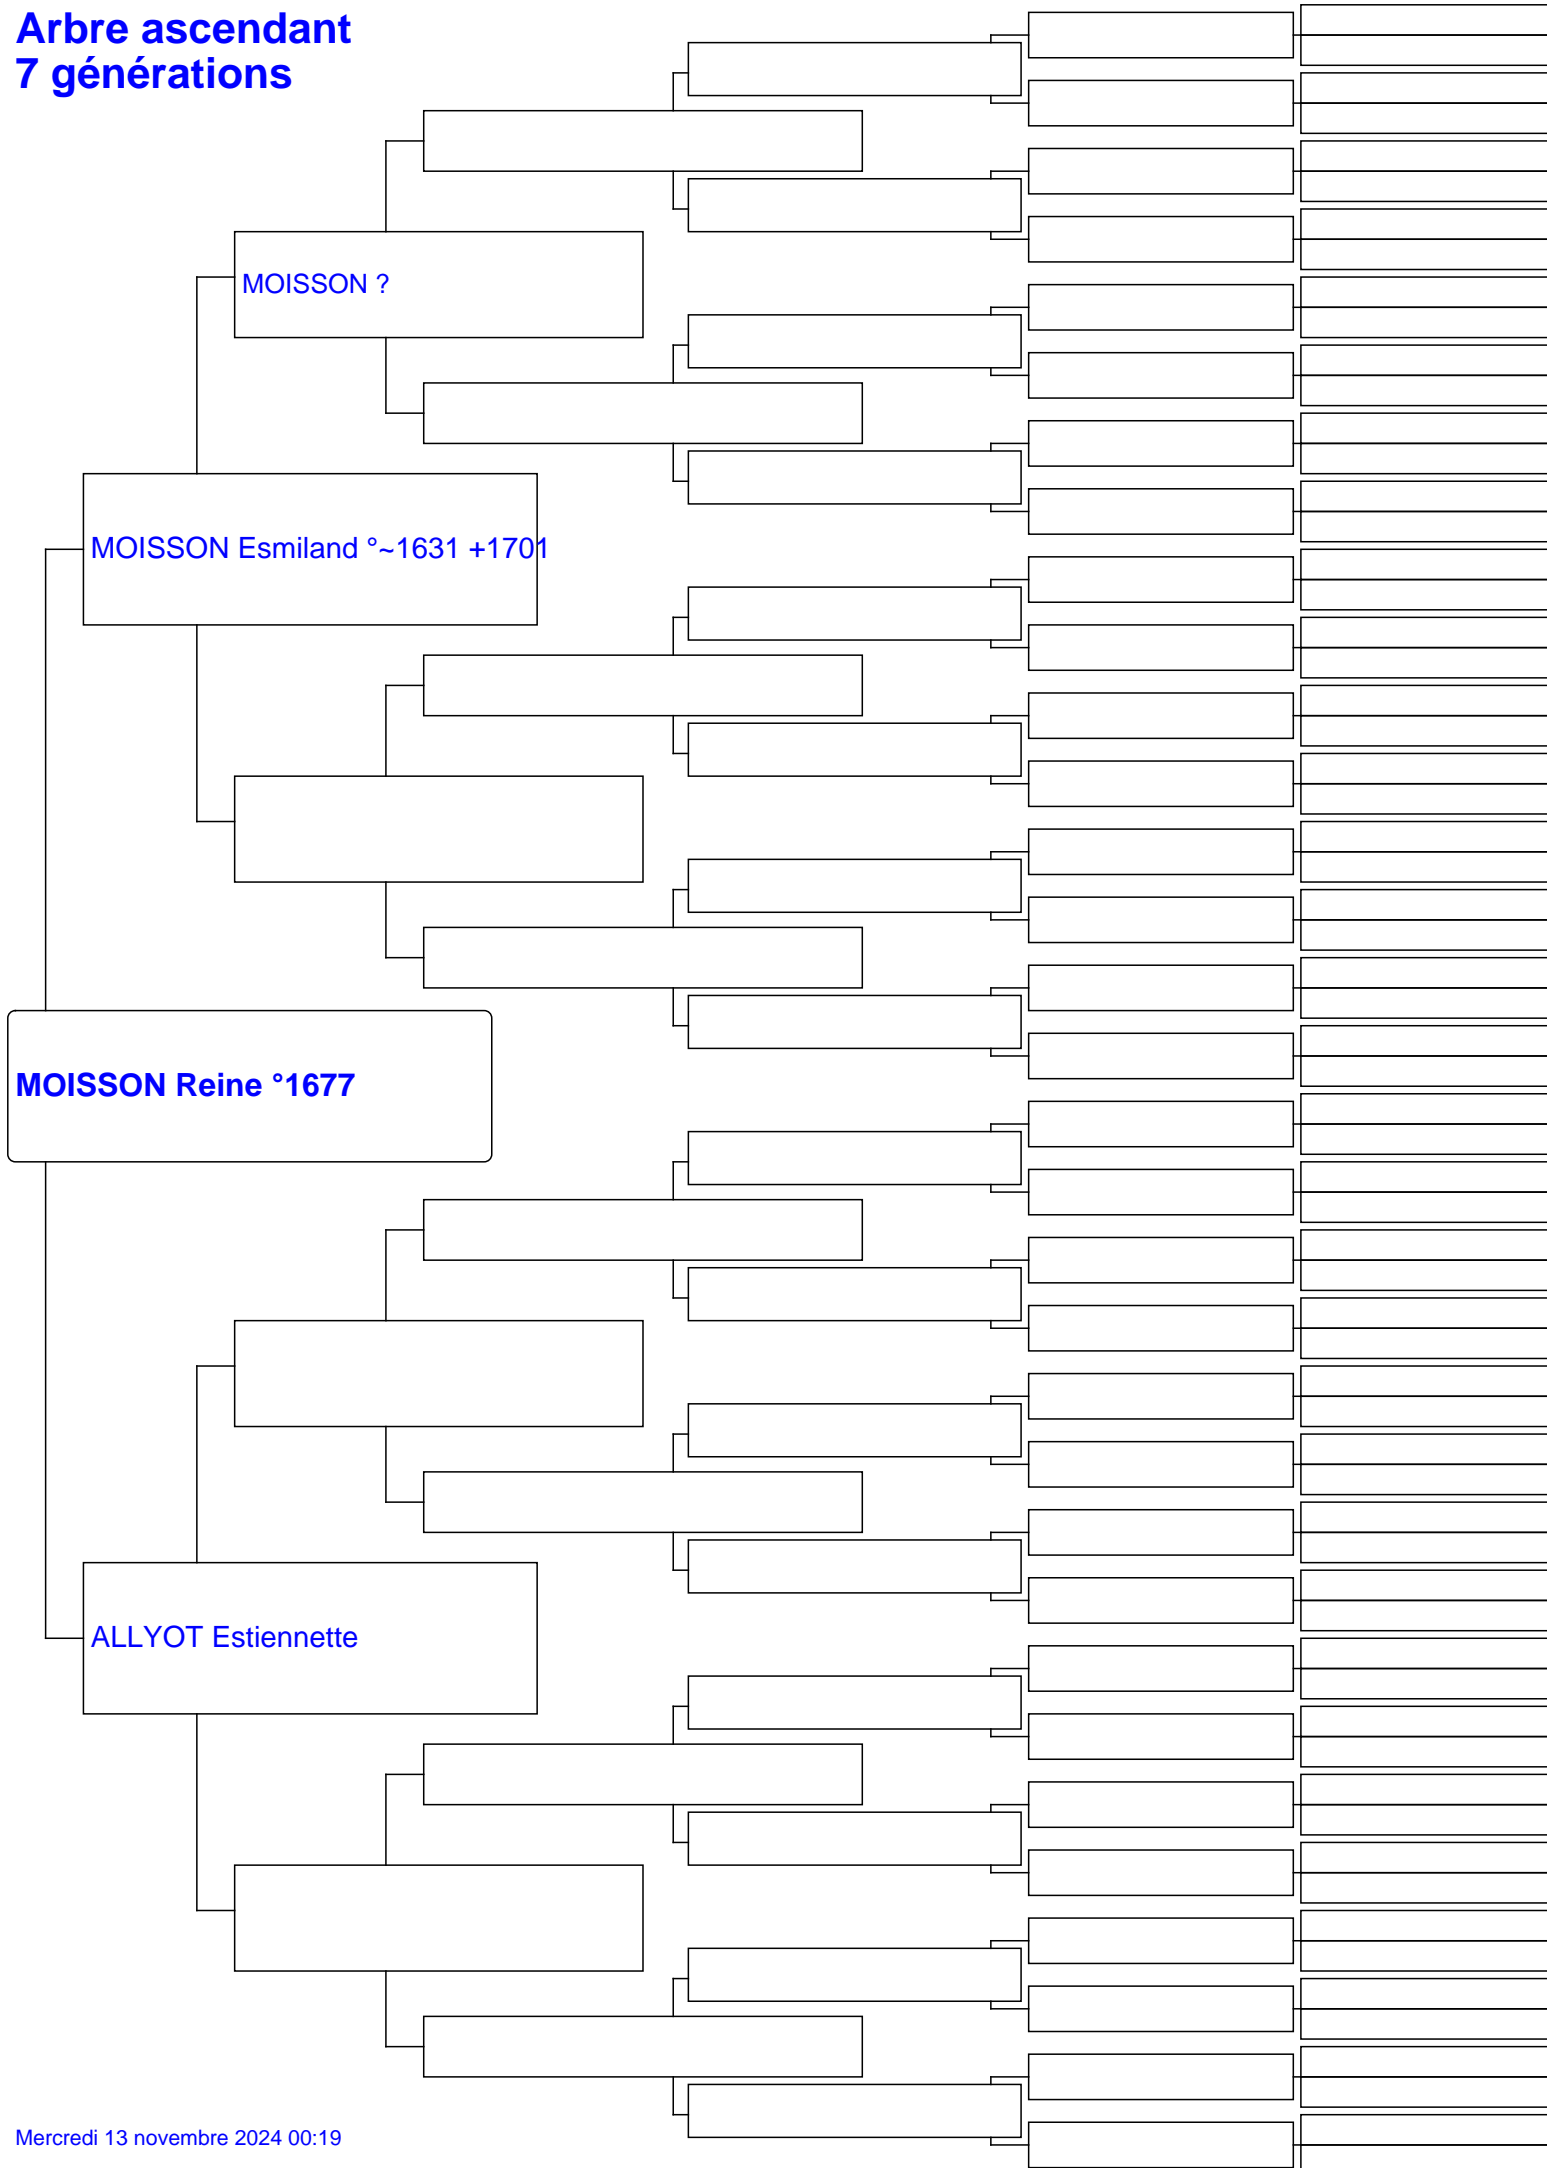 Arbre ascendant
7 générations
MOISSON ?
MOISSON Esmiland °~1631 +1701
MOISSON Reine °1677
ALLYOT Estiennette
Mercredi 13 novembre 2024 00:19